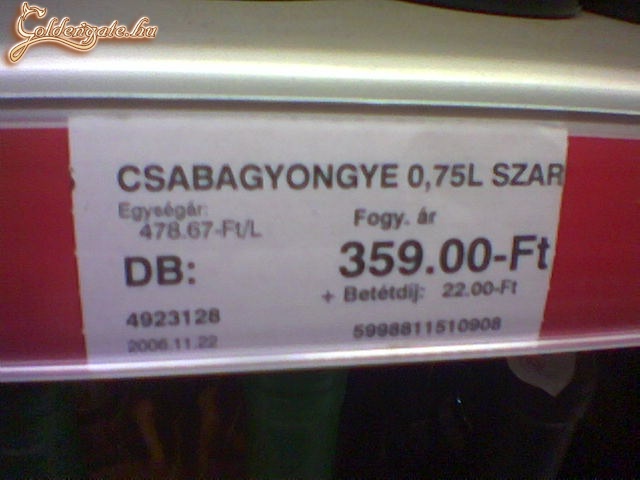 Goldengate.hu
CSABAGYONGYE 0,75L SZAR
Egységár:
478.67-Ft/L
Fogy. ár
DB:
359.00-Ft
+ Betétdíj: 22.00-Ft
4923128
5998811510908
2006.11.22